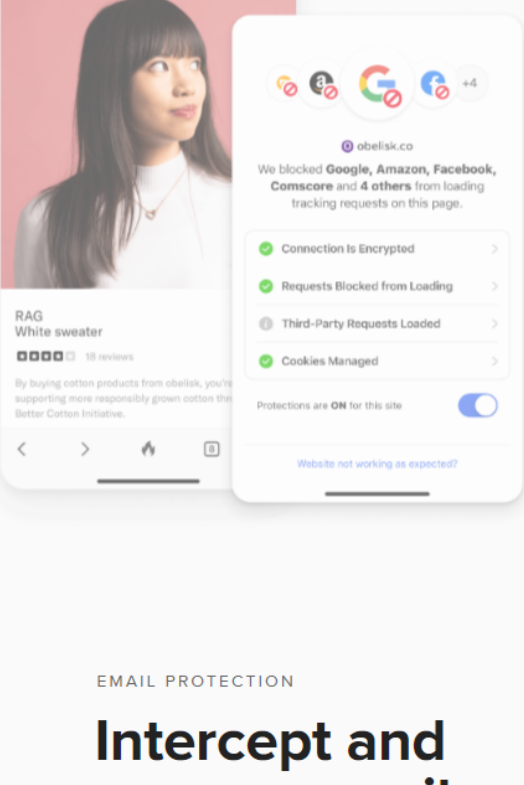 +4
obelisk.co
We blocked Google, Amazon, Facebook,
Comscore and 4 others from loading
tracking requests on this page.
Connection Is Encrypted
Requests Blocked from Loading
Third-Party Requests Loaded
Cookies Managed
Protections are ON for this site
Website not working as expected?
RAG
White sweater
18 reviews
By buying cotton products from obelisk, you're
supporting more responsibly grown cotton
Better Cotton Initiative.
8
EMAIL PROTECTION
Intercept and